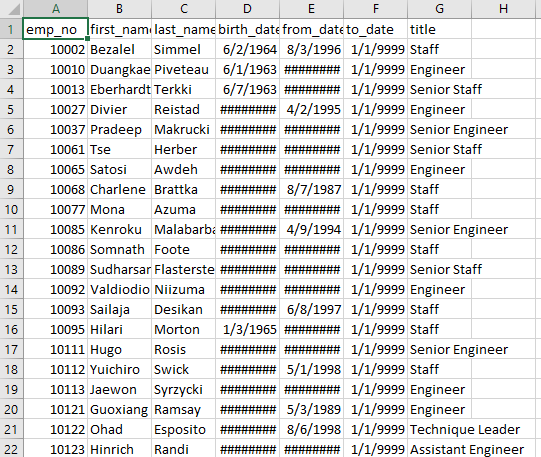 A B C D E F G H
1 emp_no first_name last_name birth_date from_date to_date title
2 10002 Bezalel Simmel 6/2/1964 8/3/1996 1/1/9999 Staff
3 10010 Duangkae Piveteau 6/1/1963 ######## 1/1/9999 Engineer
4 10013 Eberhardt Terkki 6/7/1963 ######## 1/1/9999 Senior Staff
5 10027 Divier Reistad ######## 4/2/1995 1/1/9999 Engineer
6 10037 Pradeep Makrucki ######## ######## 1/1/9999 Senior Engineer
7 10061 Tse Herber ######## ######## 1/1/9999 Senior Staff
8 10065 Satosi Awdeh ######## ######## 1/1/9999 Engineer
9 10068 Charlene Brattka ######## 8/7/1987 1/1/9999 Staff
10 10077 Mona Azuma ######## ######## 1/1/9999 Staff
11 10085 Kenroku Malabarba ######## 4/9/1994 1/1/9999 Senior Engineer
12 10086 Somnath Foote ######## ######## 1/1/9999 Staff
13 10089 Sudharsan Flasterste ######## ######## 1/1/9999 Senior Staff
14 10092 Valdiodio Niizuma ######## ######## 1/1/9999 Engineer
15 10093 Sailaja Desikan ######## 6/8/1997 1/1/9999 Staff
16 10095 Hilari Morton 1/3/1965 ######## 1/1/9999 Staff
17 10111 Hugo Rosis ######## ######## 1/1/9999 Senior Engineer
18 10112 Yuichiro Swick ######## 5/1/1998 1/1/9999 Staff
19 10113 Jaewon Syrzycki ######## ######## 1/1/9999 Engineer
20 10121 Guoxiang Ramsay ######## 5/3/1989 1/1/9999 Engineer
21 10122 Ohad Esposito ######## 8/6/1998 1/1/9999 Technique Leader
22 10123 Hinrich Randi ######## ######## 1/1/9999 Assistant Engineer